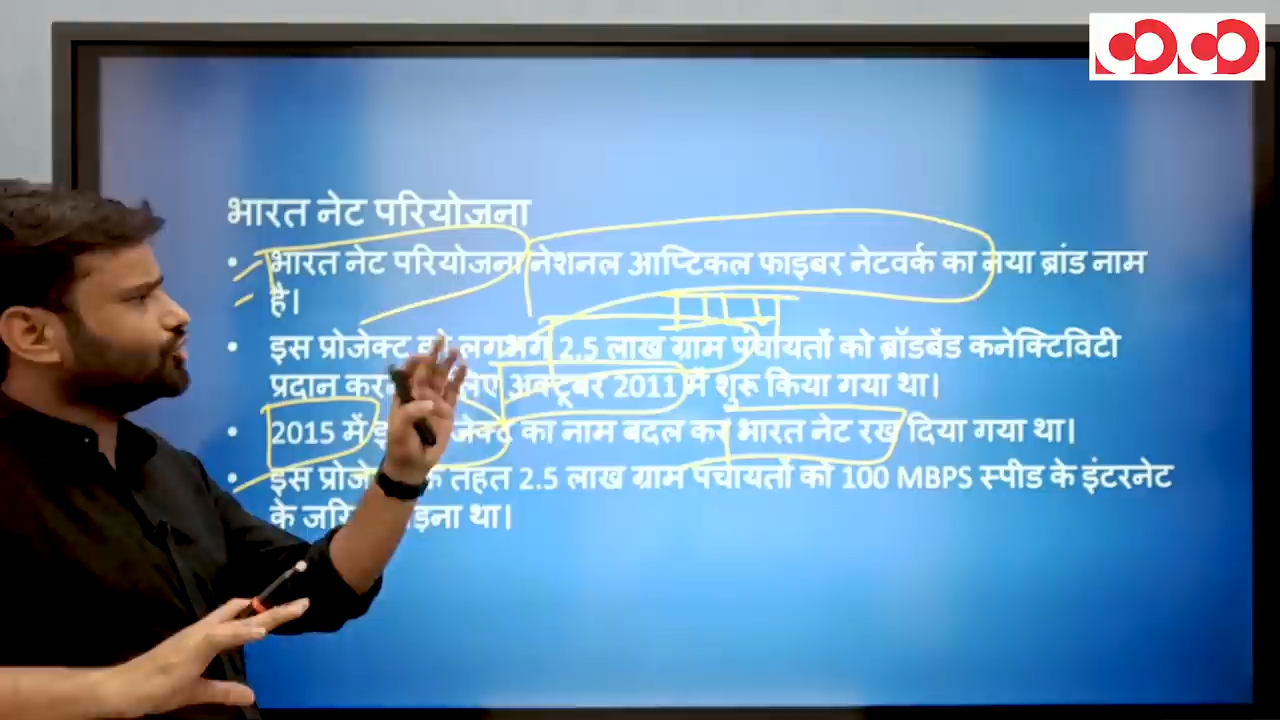 भारत नेट परियोजना
• भारत नेट परियोजना नेशनल आप्टिकल फाइबर नेटवर्क का नया ब्रांड नाम
है।
• इस प्रोजेक्ट को लगभग 2.5 लाख ग्राम पंचायतों को ब्रॉडबेंड कनेक्टिविटी
प्रदान अक्टूबर 2011 में शुरू किया गया था।
• 2015 में का नाम बदल कर भारत नेट रख दिया गया था।
• इस तहत 2.5 लाख ग्राम पंचायतों को 100 MBPS स्पीड के इंटरनेट
के था।